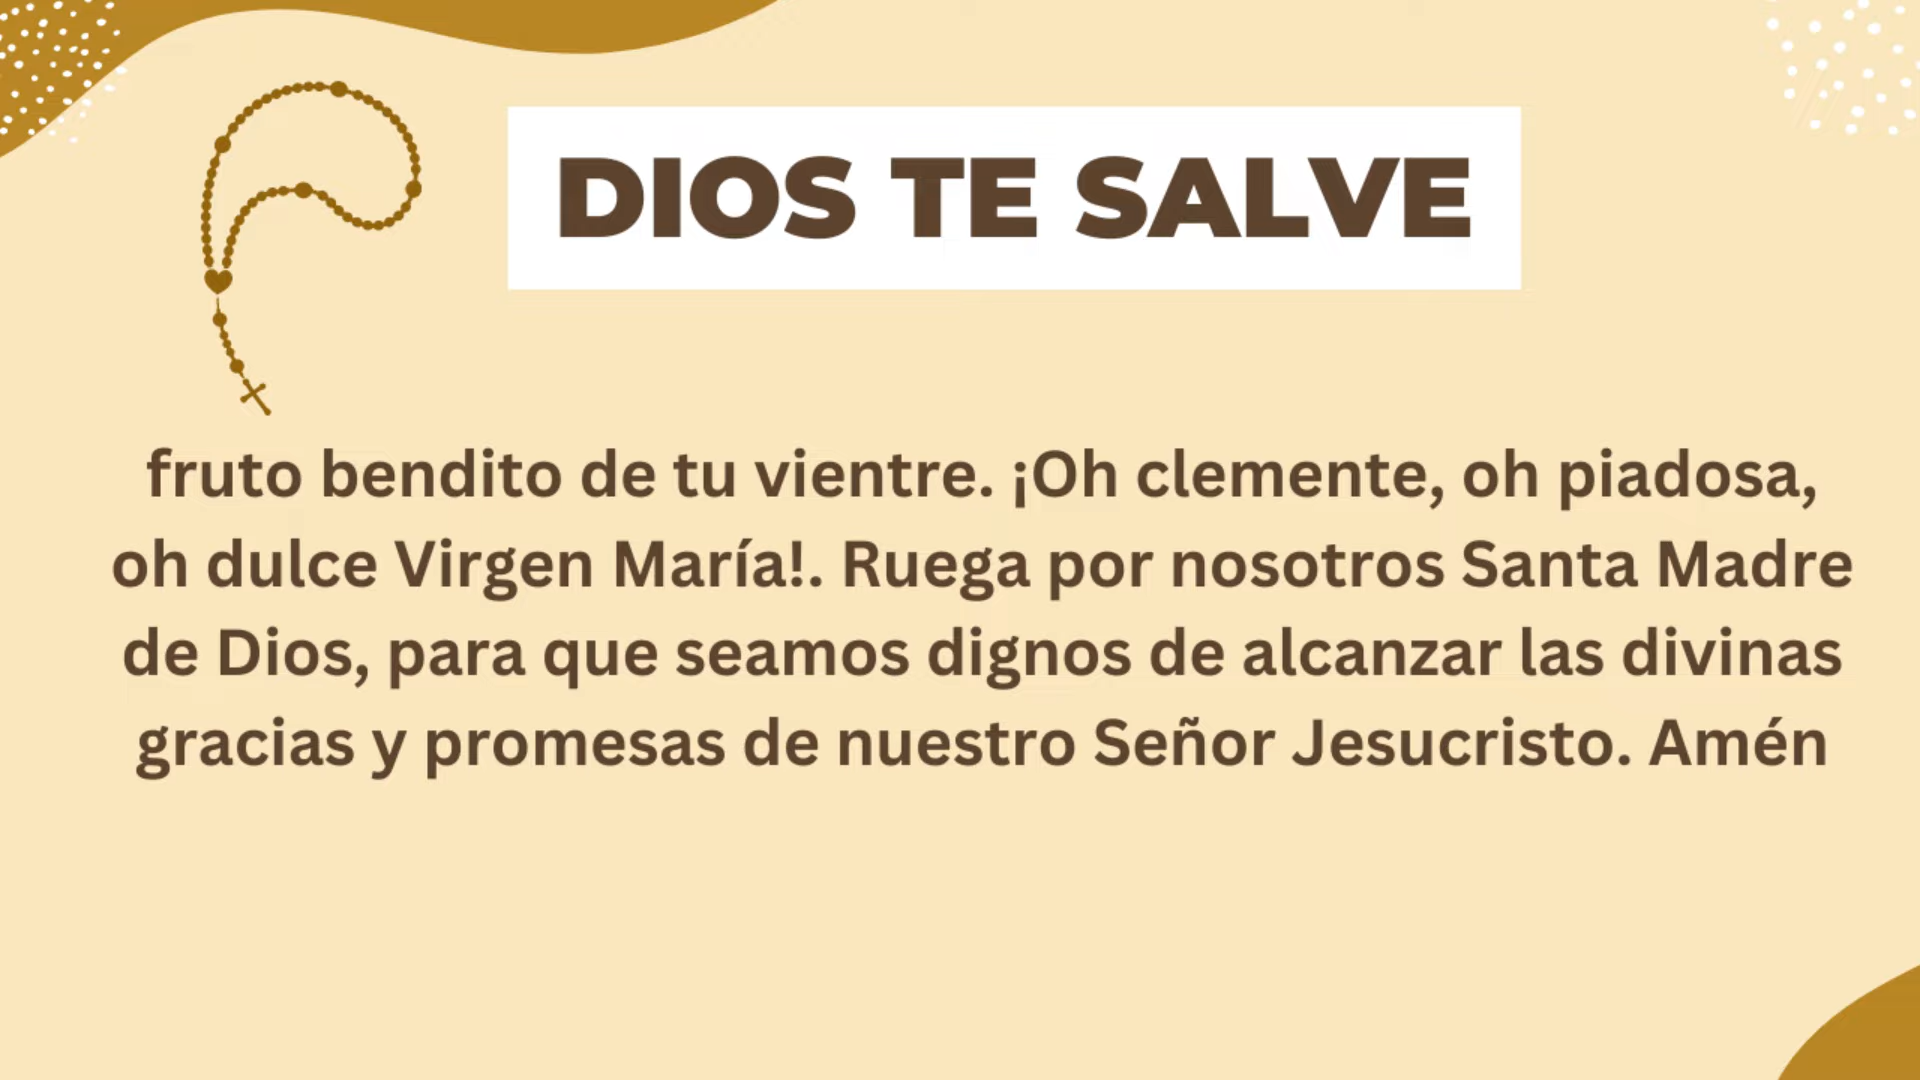 DIOS TE SALVE
fruto bendito de tu vientre. ¡Oh clemente, oh piadosa,
oh dulce Virgen María!. Ruega por nosotros Santa Madre
de Dios, para que seamos dignos de alcanzar las divinas
gracias y promesas de nuestro Señor Jesucristo. Amén